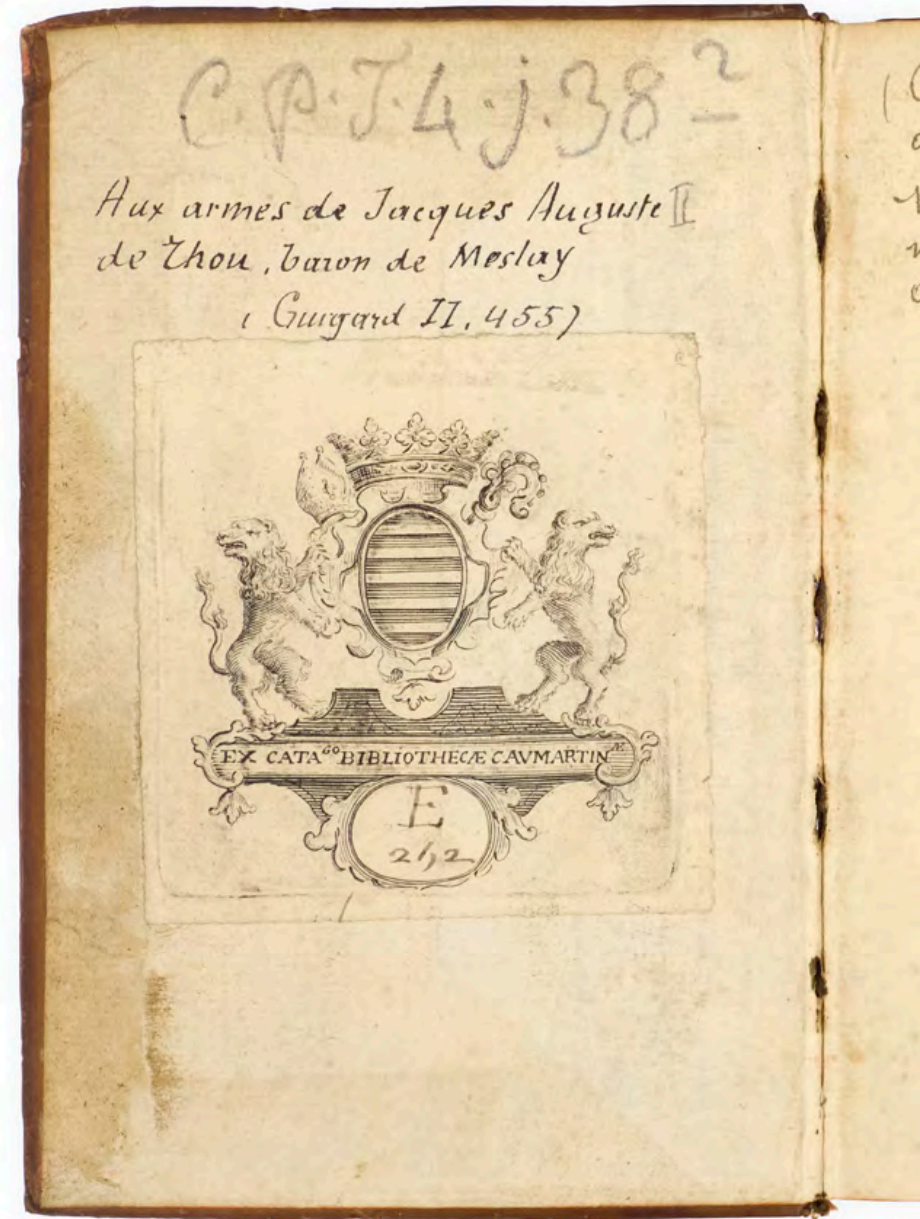 C.P.J.4.j.38²
Aux armes de Jacques Auguste II
de Thou, baron de Meslay
(Guigard II, 455)
EX CATA^GO BIBLIOTHECÆ CAVMARTIN^Æ
E